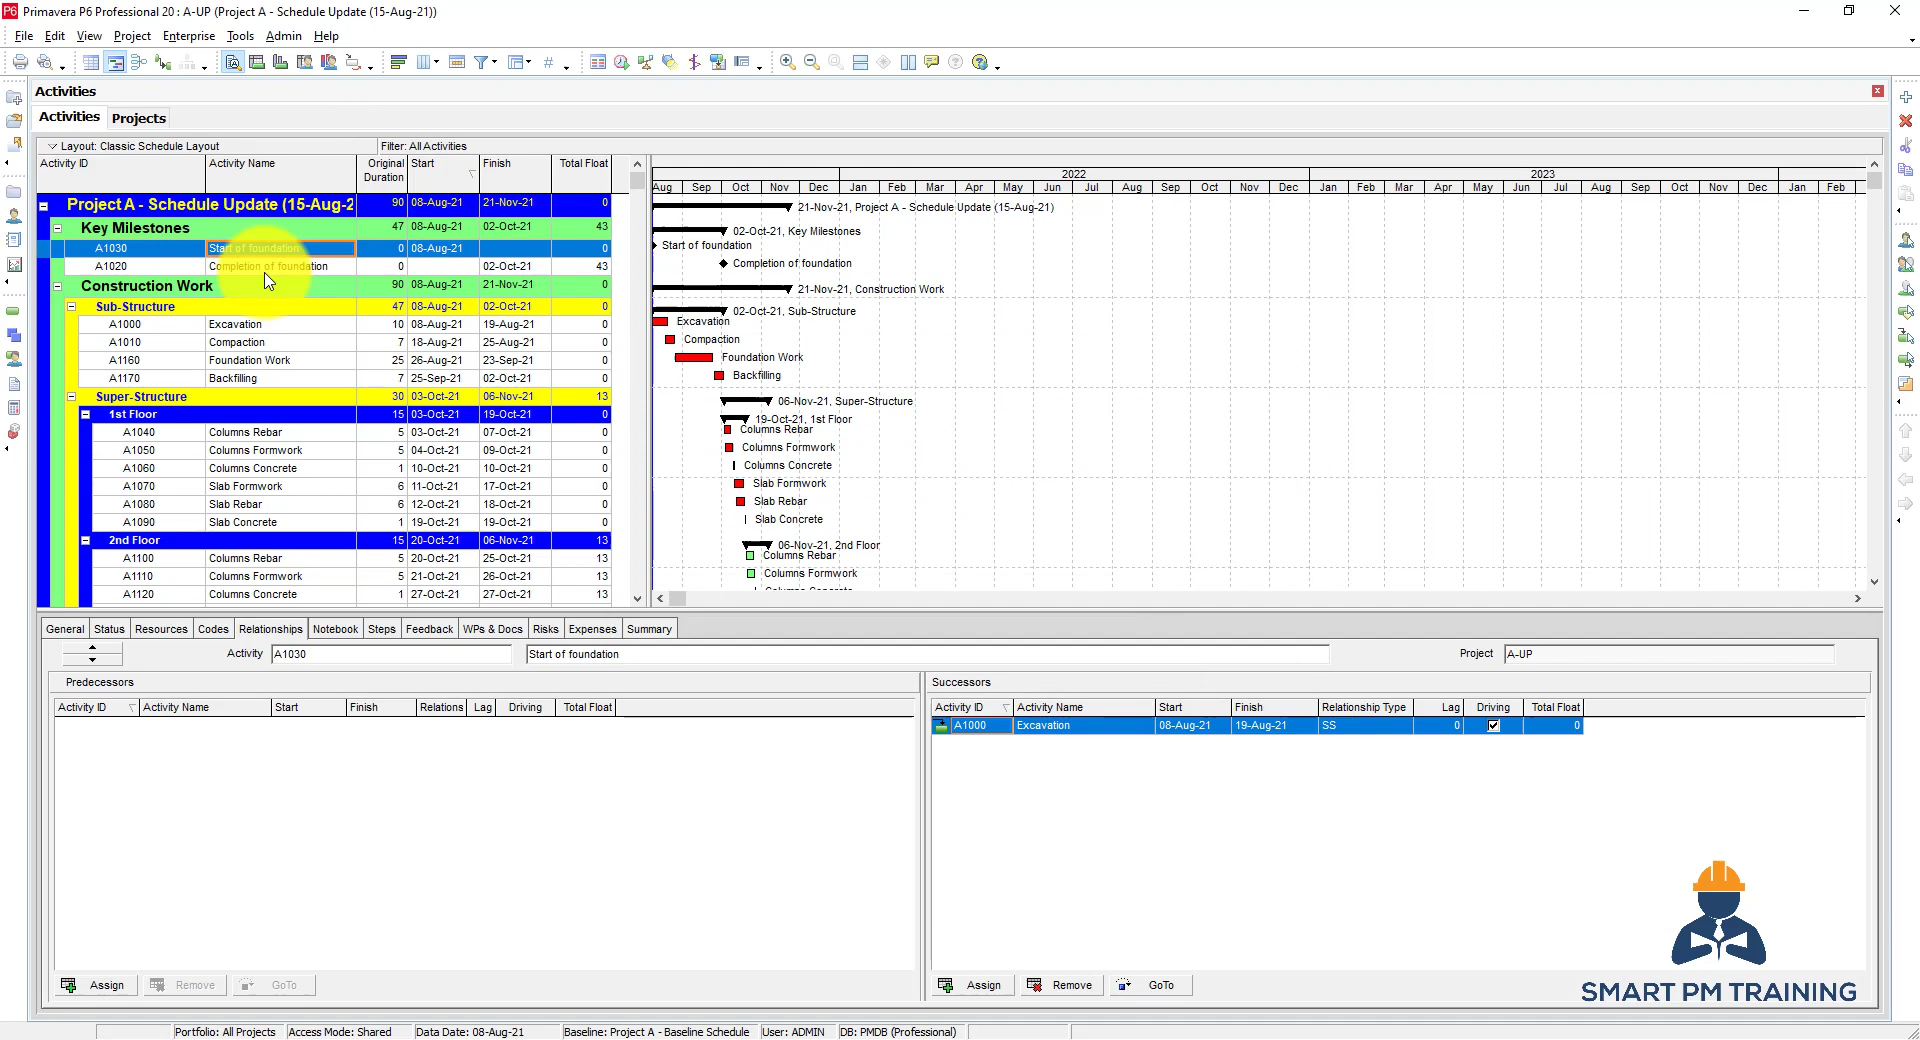 Primavera P6 Professional 20 : A-UP (Project A - Schedule Update (15-Aug-21))
File Edit View Project Enterprise Tools Admin Help
Activities
Activities Projects
Layout: Classic Schedule Layout Filter: All Activities
Activity ID Activity Name Original Duration Start Finish Total Float
2022 2023
Aug Sep Oct Nov Dec Jan Feb Mar Apr May Jun Jul Aug Sep Oct Nov Dec Jan Feb Mar Apr May Jun Jul Aug Sep Oct Nov Dec Jan Feb
Project A - Schedule Update (15-Aug-2 90 08-Aug-21 21-Nov-21 0 21-Nov-21, Project A - Schedule Update (15-Aug-21)
Key Milestones 47 08-Aug-21 02-Oct-21 43 02-Oct-21, Key Milestones
A1030 Start of foundation 0 08-Aug-21 0 Start of foundation
A1020 Completion of foundation 0 02-Oct-21 43 Completion of foundation
Construction Work 90 08-Aug-21 21-Nov-21 0 21-Nov-21, Construction Work
Sub-Structure 47 08-Aug-21 02-Oct-21 0 02-Oct-21, Sub-Structure
A1000 Excavation 10 08-Aug-21 19-Aug-21 0 Excavation
A1010 Compaction 7 18-Aug-21 25-Aug-21 0 Compaction
A1160 Foundation Work 25 26-Aug-21 23-Sep-21 0 Foundation Work
A1170 Backfilling 7 25-Sep-21 02-Oct-21 0 Backfilling
Super-Structure 30 03-Oct-21 06-Nov-21 13 06-Nov-21, Super-Structure
1st Floor 15 03-Oct-21 19-Oct-21 0 19-Oct-21, 1st Floor
A1040 Columns Rebar 5 03-Oct-21 07-Oct-21 0 Columns Rebar
A1050 Columns Formwork 5 04-Oct-21 09-Oct-21 0 Columns Formwork
A1060 Columns Concrete 1 10-Oct-21 10-Oct-21 0 Columns Concrete
A1070 Slab Formwork 6 11-Oct-21 17-Oct-21 0 Slab Formwork
A1080 Slab Rebar 6 12-Oct-21 18-Oct-21 0 Slab Rebar
A1090 Slab Concrete 1 19-Oct-21 19-Oct-21 0 Slab Concrete
2nd Floor 15 20-Oct-21 06-Nov-21 13 06-Nov-21, 2nd Floor
A1100 Columns Rebar 5 20-Oct-21 25-Oct-21 13 Columns Rebar
A1110 Columns Formwork 5 21-Oct-21 26-Oct-21 13 Columns Formwork
A1120 Columns Concrete 1 27-Oct-21 27-Oct-21 13 Columns Concrete
General Status Resources Codes Relationships Notebook Steps Feedback WPs & Docs Risks Expenses Summary
Activity A1030 Start of foundation Project A-UP
Predecessors Successors
Activity ID Activity Name Start Finish Relations Lag Driving Total Float Activity ID Activity Name Start Finish Relationship Type Lag Driving Total Float
A1000 Excavation 08-Aug-21 19-Aug-21 SS 0 0
Assign Remove GoTo Assign Remove GoTo
SMART PM TRAINING
Portfolio: All Projects Access Mode: Shared Data Date: 08-Aug-21 Baseline: Project A - Baseline Schedule User: ADMIN DB: PMDB (Professional)